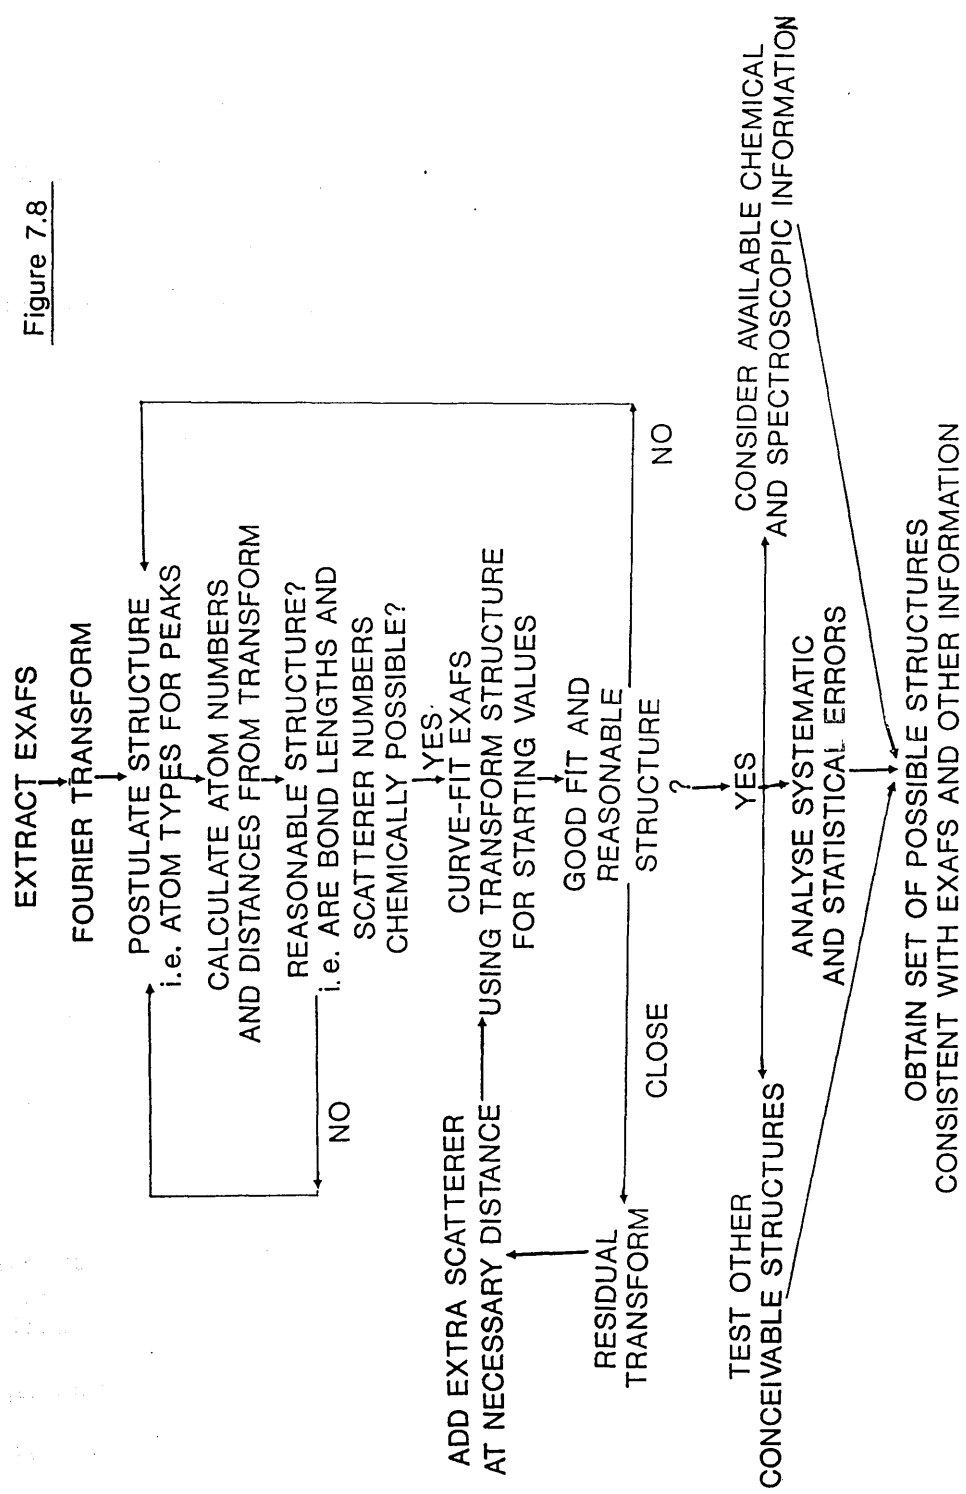 Figure 7.8
EXTRACT EXAFS
FOURIER TRANSFORM
POSTULATE STRUCTURE
i.e. ATOM TYPES FOR PEAKS
CALCULATE ATOM NUMBERS
AND DISTANCES FROM TRANSFORM
REASONABLE STRUCTURE?
i.e. ARE BOND LENGTHS AND
SCATTERER NUMBERS
CHEMICALLY POSSIBLE?
NO
YES
CURVE-FIT EXAFS
USING TRANSFORM STRUCTURE
FOR STARTING VALUES
ADD EXTRA SCATTERER
AT NECESSARY DISTANCE
GOOD FIT AND
REASONABLE
STRUCTURE
?
NO
CLOSE
RESIDUAL
TRANSFORM
YES
TEST OTHER
CONCEIVABLE STRUCTURES
ANALYSE SYSTEMATIC
AND STATISTICAL ERRORS
CONSIDER AVAILABLE CHEMICAL
AND SPECTROSCOPIC INFORMATION
OBTAIN SET OF POSSIBLE STRUCTURES
CONSISTENT WITH EXAFS AND OTHER INFORMATION